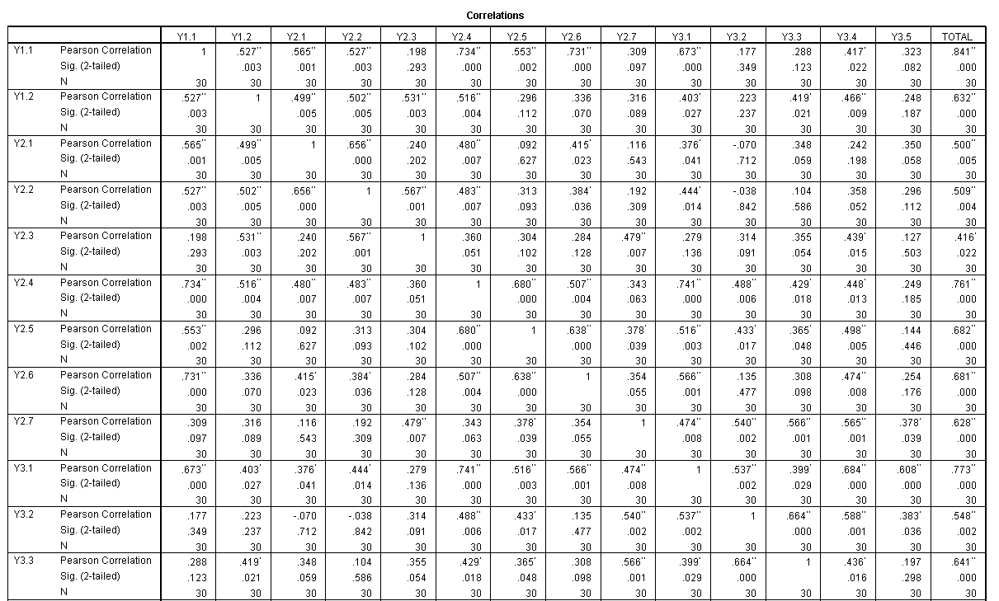 Correlations
Y1.1 Y1.2 Y2.1 Y2.2 Y2.3 Y2.4 Y2.5 Y2.6 Y2.7 Y3.1 Y3.2 Y3.3 Y3.4 Y3.5 TOTAL
Y1.1 Pearson Correlation 1 .527** .565** .527** .198 .734** .553** .731** .309 .673** .177 .288 .417* .323 .841**
Sig. (2-tailed) .003 .001 .003 .293 .000 .002 .000 .097 .000 .349 .123 .022 .082 .000
N 30 30 30 30 30 30 30 30 30 30 30 30 30 30 30
Y1.2 Pearson Correlation .527** 1 .499** .502** .531** .516** .296 .336 .316 .403* .223 .419* .466** .248 .632**
Sig. (2-tailed) .003 .005 .005 .003 .004 .112 .070 .089 .027 .237 .021 .009 .187 .000
N 30 30 30 30 30 30 30 30 30 30 30 30 30 30 30
Y2.1 Pearson Correlation .565** .499** 1 .656** .240 .480** .092 .415* .116 .376* -.070 .348 .242 .350 .500**
Sig. (2-tailed) .001 .005 .000 .202 .007 .627 .023 .543 .041 .712 .059 .198 .058 .005
N 30 30 30 30 30 30 30 30 30 30 30 30 30 30 30
Y2.2 Pearson Correlation .527** .502** .656** 1 .567** .483** .313 .384* .192 .444* -.038 .104 .358 .296 .509**
Sig. (2-tailed) .003 .005 .000 .001 .007 .093 .036 .309 .014 .842 .586 .052 .112 .004
N 30 30 30 30 30 30 30 30 30 30 30 30 30 30 30
Y2.3 Pearson Correlation .198 .531** .240 .567** 1 .360 .304 .284 .479** .279 .314 .355 .439* .127 .416*
Sig. (2-tailed) .293 .003 .202 .001 .051 .102 .128 .007 .136 .091 .054 .015 .503 .022
N 30 30 30 30 30 30 30 30 30 30 30 30 30 30 30
Y2.4 Pearson Correlation .734** .516** .480** .483** .360 1 .680** .507** .343 .741** .488** .429* .448* .249 .761**
Sig. (2-tailed) .000 .004 .007 .007 .051 .000 .004 .063 .000 .006 .018 .013 .185 .000
N 30 30 30 30 30 30 30 30 30 30 30 30 30 30 30
Y2.5 Pearson Correlation .553** .296 .092 .313 .304 .680** 1 .638** .378* .516** .433* .365* .498** .144 .682**
Sig. (2-tailed) .002 .112 .627 .093 .102 .000 .000 .039 .003 .017 .048 .005 .446 .000
N 30 30 30 30 30 30 30 30 30 30 30 30 30 30 30
Y2.6 Pearson Correlation .731** .336 .415* .384* .284 .507** .638** 1 .354 .566** .135 .308 .474** .254 .681**
Sig. (2-tailed) .000 .070 .023 .036 .128 .004 .000 .055 .001 .477 .098 .008 .176 .000
N 30 30 30 30 30 30 30 30 30 30 30 30 30 30 30
Y2.7 Pearson Correlation .309 .316 .116 .192 .479** .343 .378* .354 1 .474** .540** .566** .565** .378* .628**
Sig. (2-tailed) .097 .089 .543 .309 .007 .063 .039 .055 .008 .002 .001 .001 .039 .000
N 30 30 30 30 30 30 30 30 30 30 30 30 30 30 30
Y3.1 Pearson Correlation .673** .403* .376* .444* .279 .741** .516** .566** .474** 1 .537** .399* .684** .608** .773**
Sig. (2-tailed) .000 .027 .041 .014 .136 .000 .003 .001 .008 .002 .029 .000 .000 .000
N 30 30 30 30 30 30 30 30 30 30 30 30 30 30 30
Y3.2 Pearson Correlation .177 .223 -.070 -.038 .314 .488** .433* .135 .540** .537** 1 .664** .588** .383* .548**
Sig. (2-tailed) .349 .237 .712 .842 .091 .006 .017 .477 .002 .002 .000 .001 .036 .002
N 30 30 30 30 30 30 30 30 30 30 30 30 30 30 30
Y3.3 Pearson Correlation .288 .419* .348 .104 .355 .429* .365* .308 .566** .399* .664** 1 .436* .197 .641**
Sig. (2-tailed) .123 .021 .059 .586 .054 .018 .048 .098 .001 .029 .000 .016 .298 .000
N 30 30 30 30 30 30 30 30 30 30 30 30 30 30 30